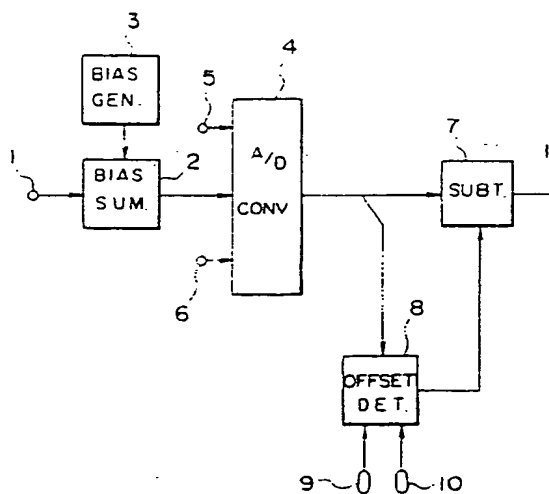 3
BIAS
GEN.
4
5
1
BIAS
SUM.
2
A/D
CONV
7
SUBT.
1
6
8
OFFSET
DET.
9
10